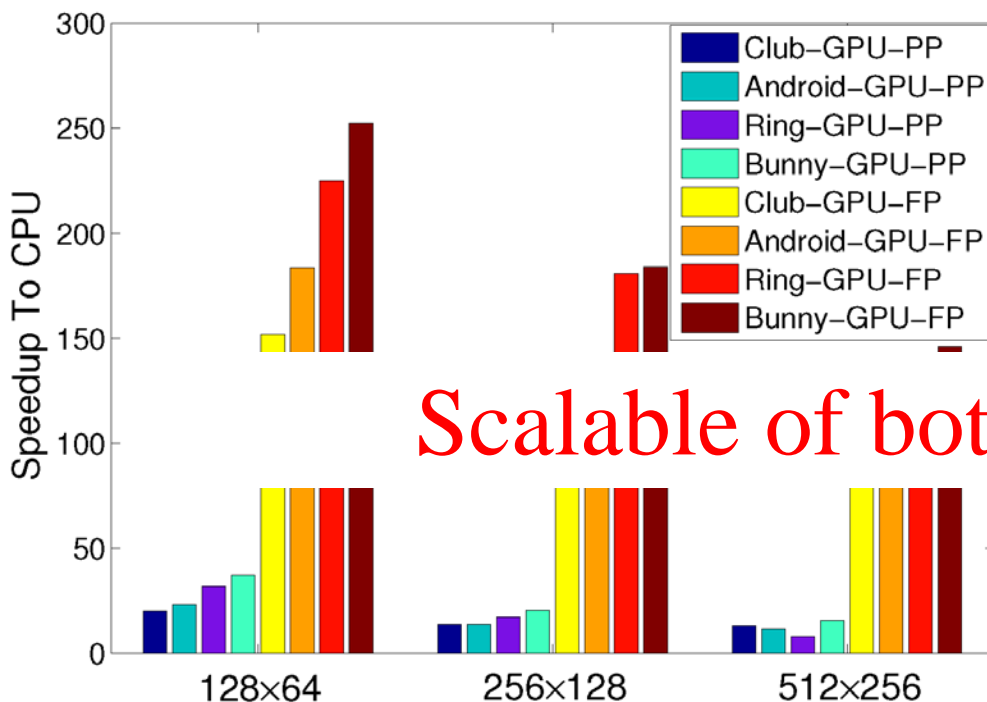 300
250
200
150
100
50
0
Speedup To CPU
Club-GPU-PP
Android-GPU-PP
Ring-GPU-PP
Bunny-GPU-PP
Club-GPU-FP
Android-GPU-FP
Ring-GPU-FP
Bunny-GPU-FP
Scalable of bot
128×64
256×128
512×256